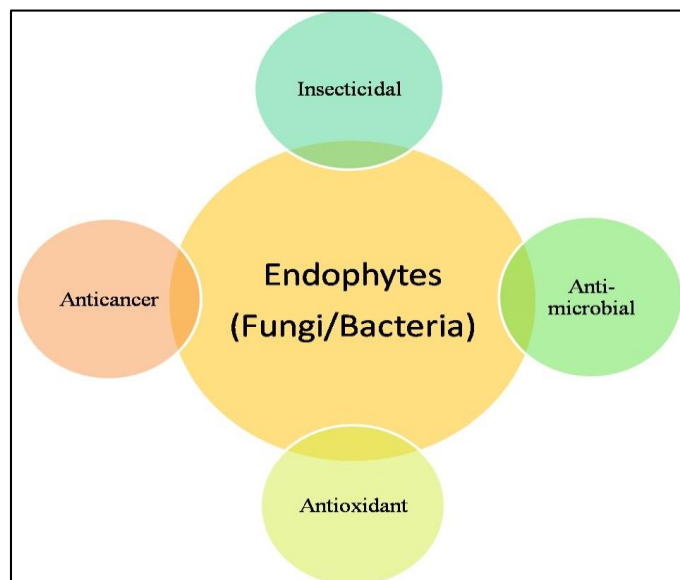 Insecticidal
Endophytes
(Fungi/Bacteria)
Anticancer
Anti-
microbial
Antioxidant